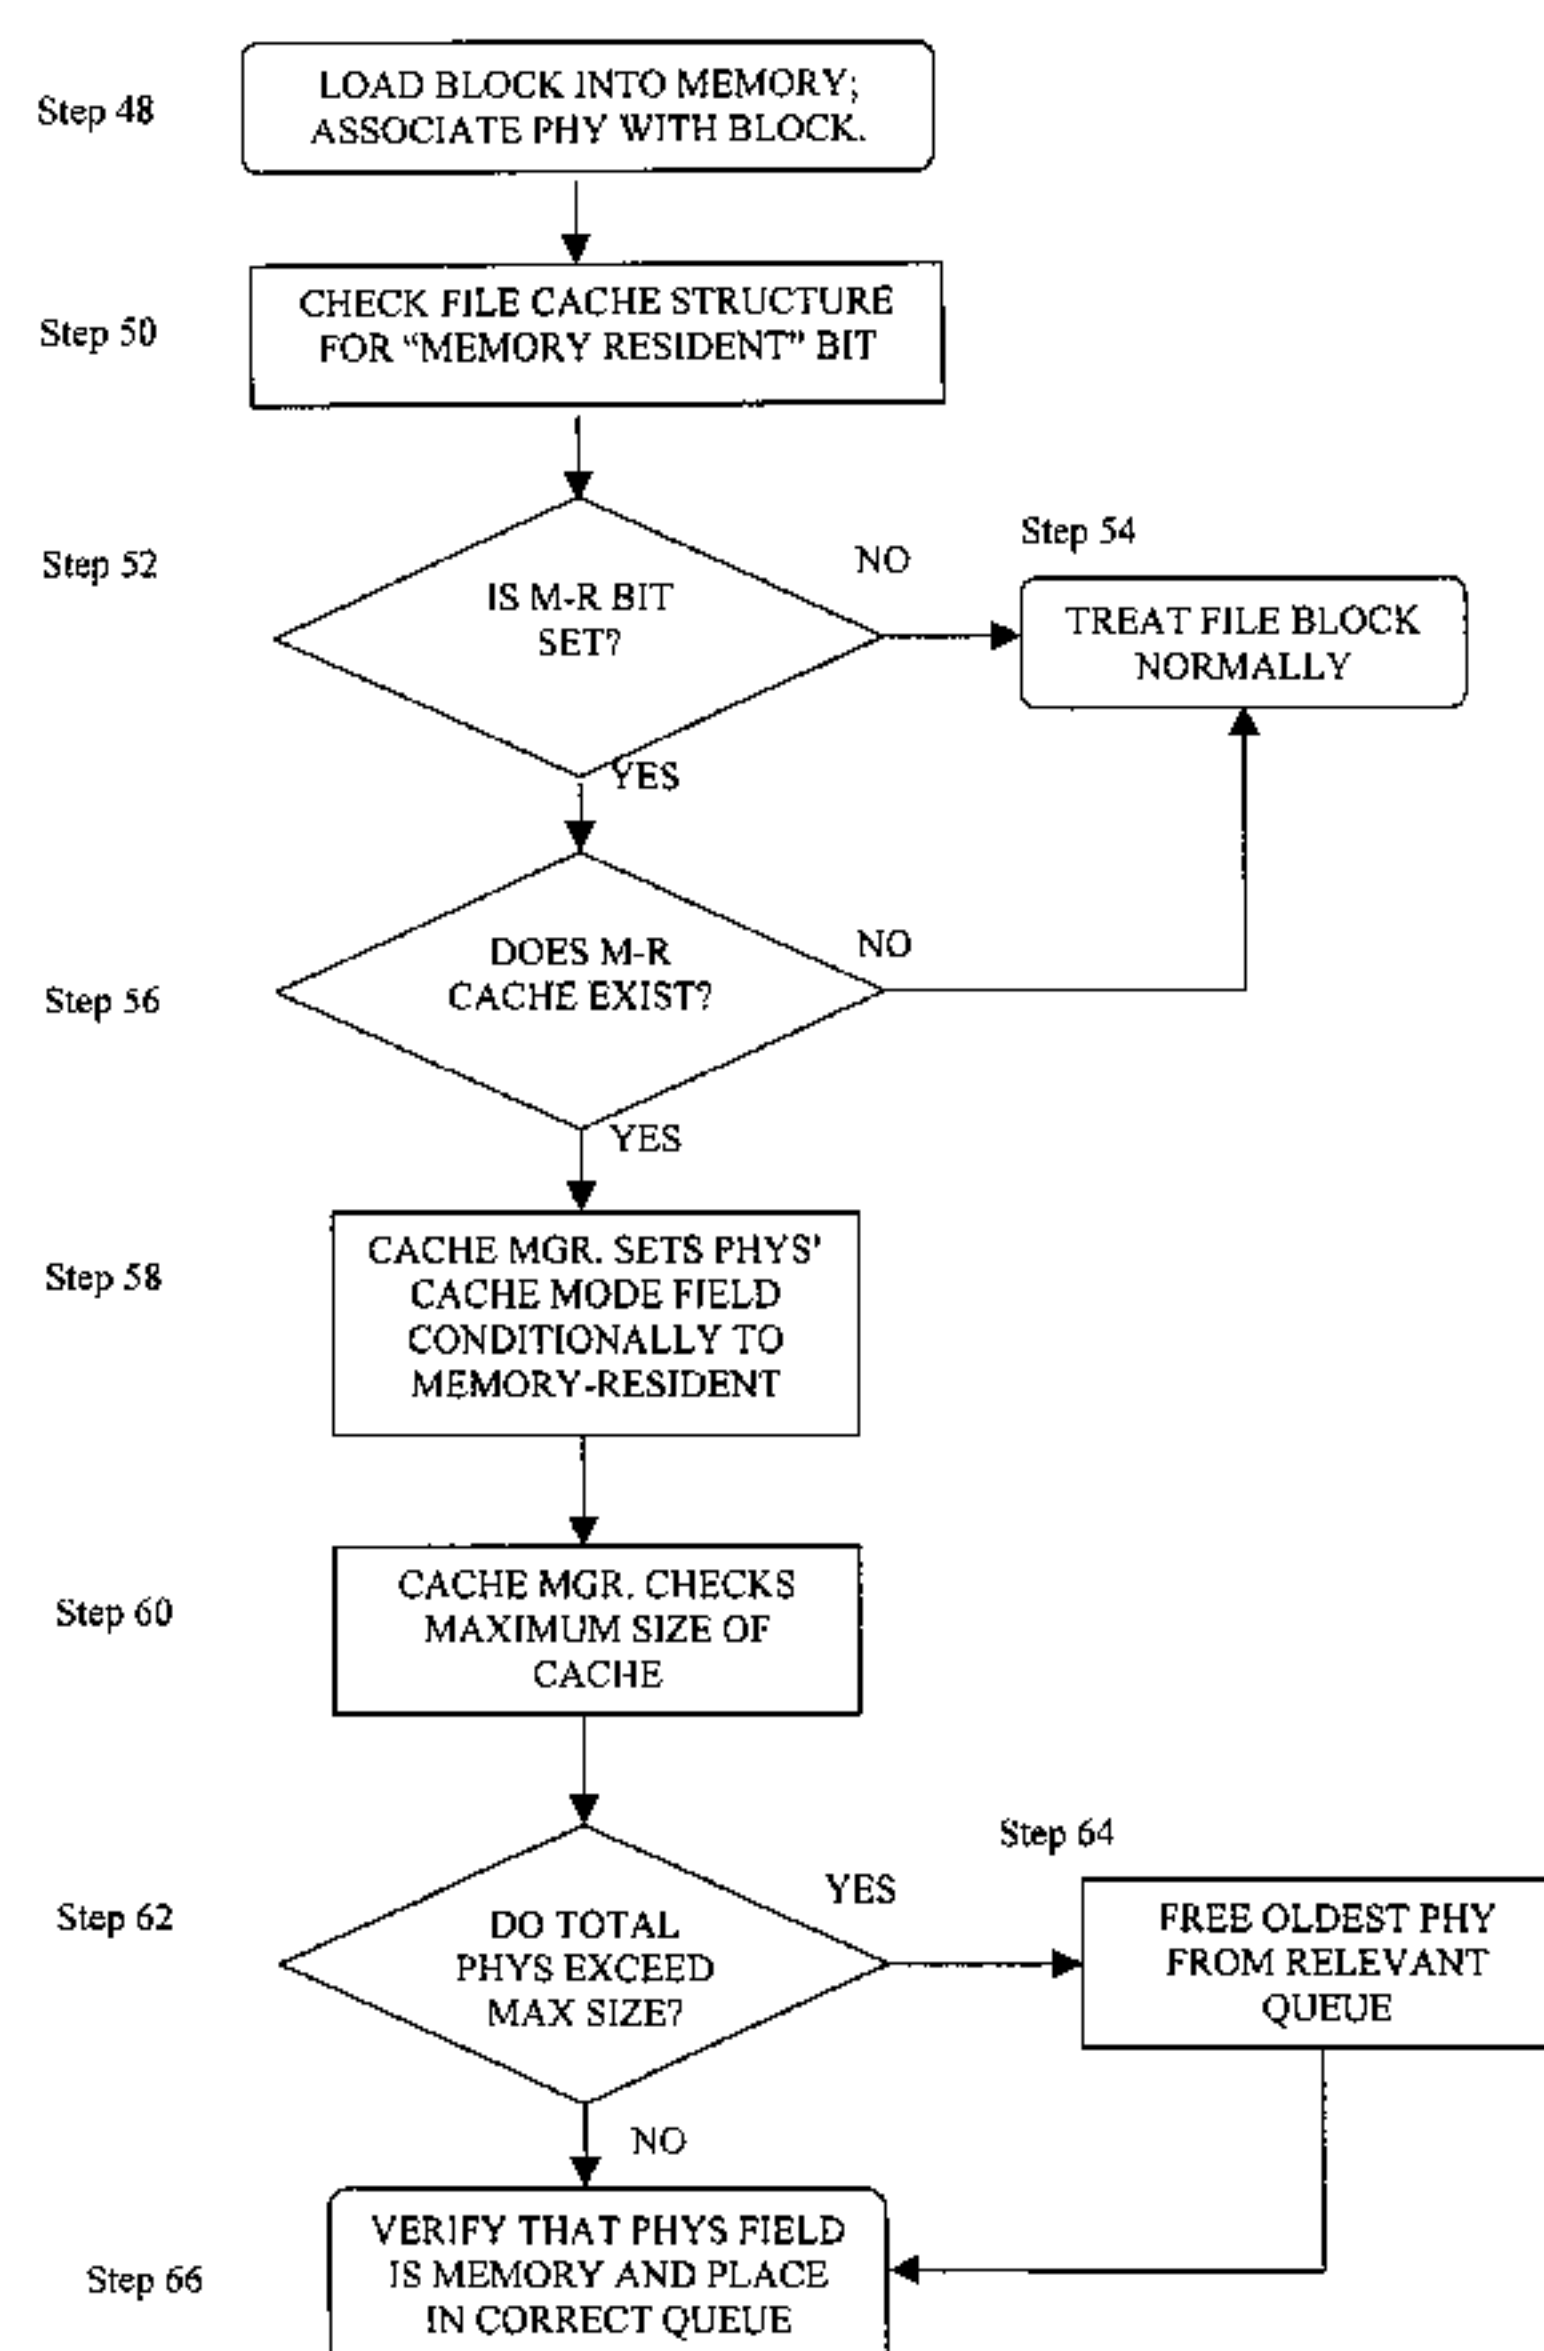 Step 48
LOAD BLOCK INTO MEMORY;
ASSOCIATE PHY WITH BLOCK.
Step 50
CHECK FILE CACHE STRUCTURE
FOR “MEMORY RESIDENT” BIT
Step 52
IS M-R BIT
SET?
NO
Step 54
TREAT FILE BLOCK
NORMALLY
YES
Step 56
DOES M-R
CACHE EXIST?
NO
YES
Step 58
CACHE MGR. SETS PHYS'
CACHE MODE FIELD
CONDITIONALLY TO
MEMORY-RESIDENT
Step 60
CACHE MGR. CHECKS
MAXIMUM SIZE OF
CACHE
Step 62
DO TOTAL
PHYS EXCEED
MAX SIZE?
YES
Step 64
FREE OLDEST PHY
FROM RELEVANT
QUEUE
NO
Step 66
VERIFY THAT PHYS FIELD
IS MEMORY AND PLACE
IN CORRECT QUEUE